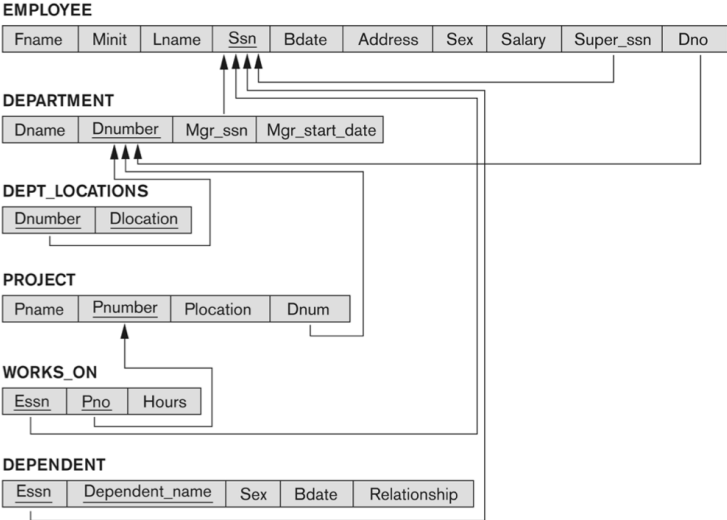 EMPLOYEE
Fname Minit Lname Ssn Bdate Address Sex Salary Super_ssn Dno
DEPARTMENT
Dname Dnumber Mgr_ssn Mgr_start_date
DEPT_LOCATIONS
Dnumber Dlocation
PROJECT
Pname Pnumber Plocation Dnum
WORKS_ON
Essn Pno Hours
DEPENDENT
Essn Dependent_name Sex Bdate Relationship